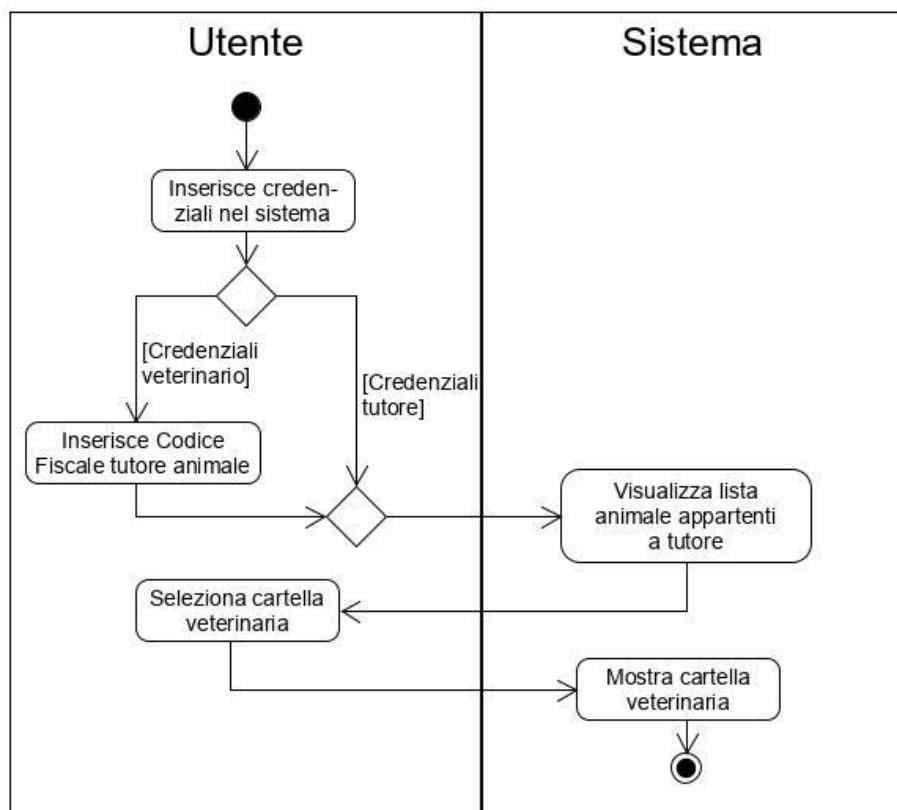 Utente
Sistema
Inserisce creden-
ziali nel sistema
[Credenziali
veterinario]
[Credenziali
tutore]
Inserisce Codice
Fiscale tutore animale
Visualizza lista
animale appartenti
a tutore
Seleziona cartella
veterinaria
Mostra cartella
veterinaria